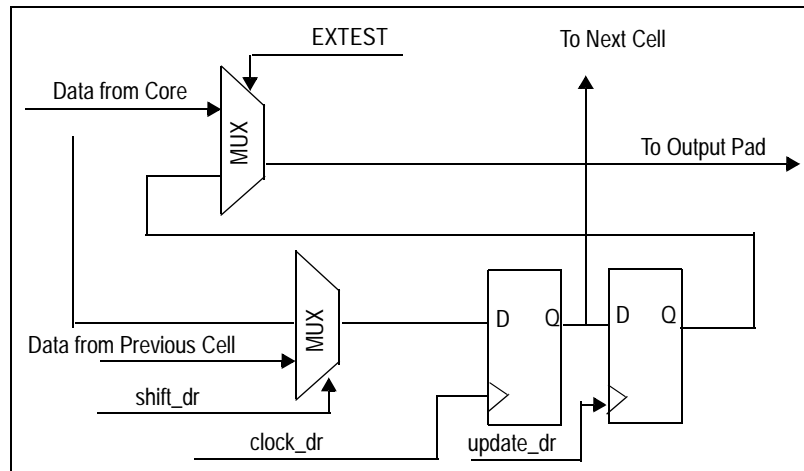 EXTEST
To Next Cell
Data from Core
MUX
To Output Pad
MUX
D Q
D Q
Data from Previous Cell
shift_dr
clock_dr
update_dr